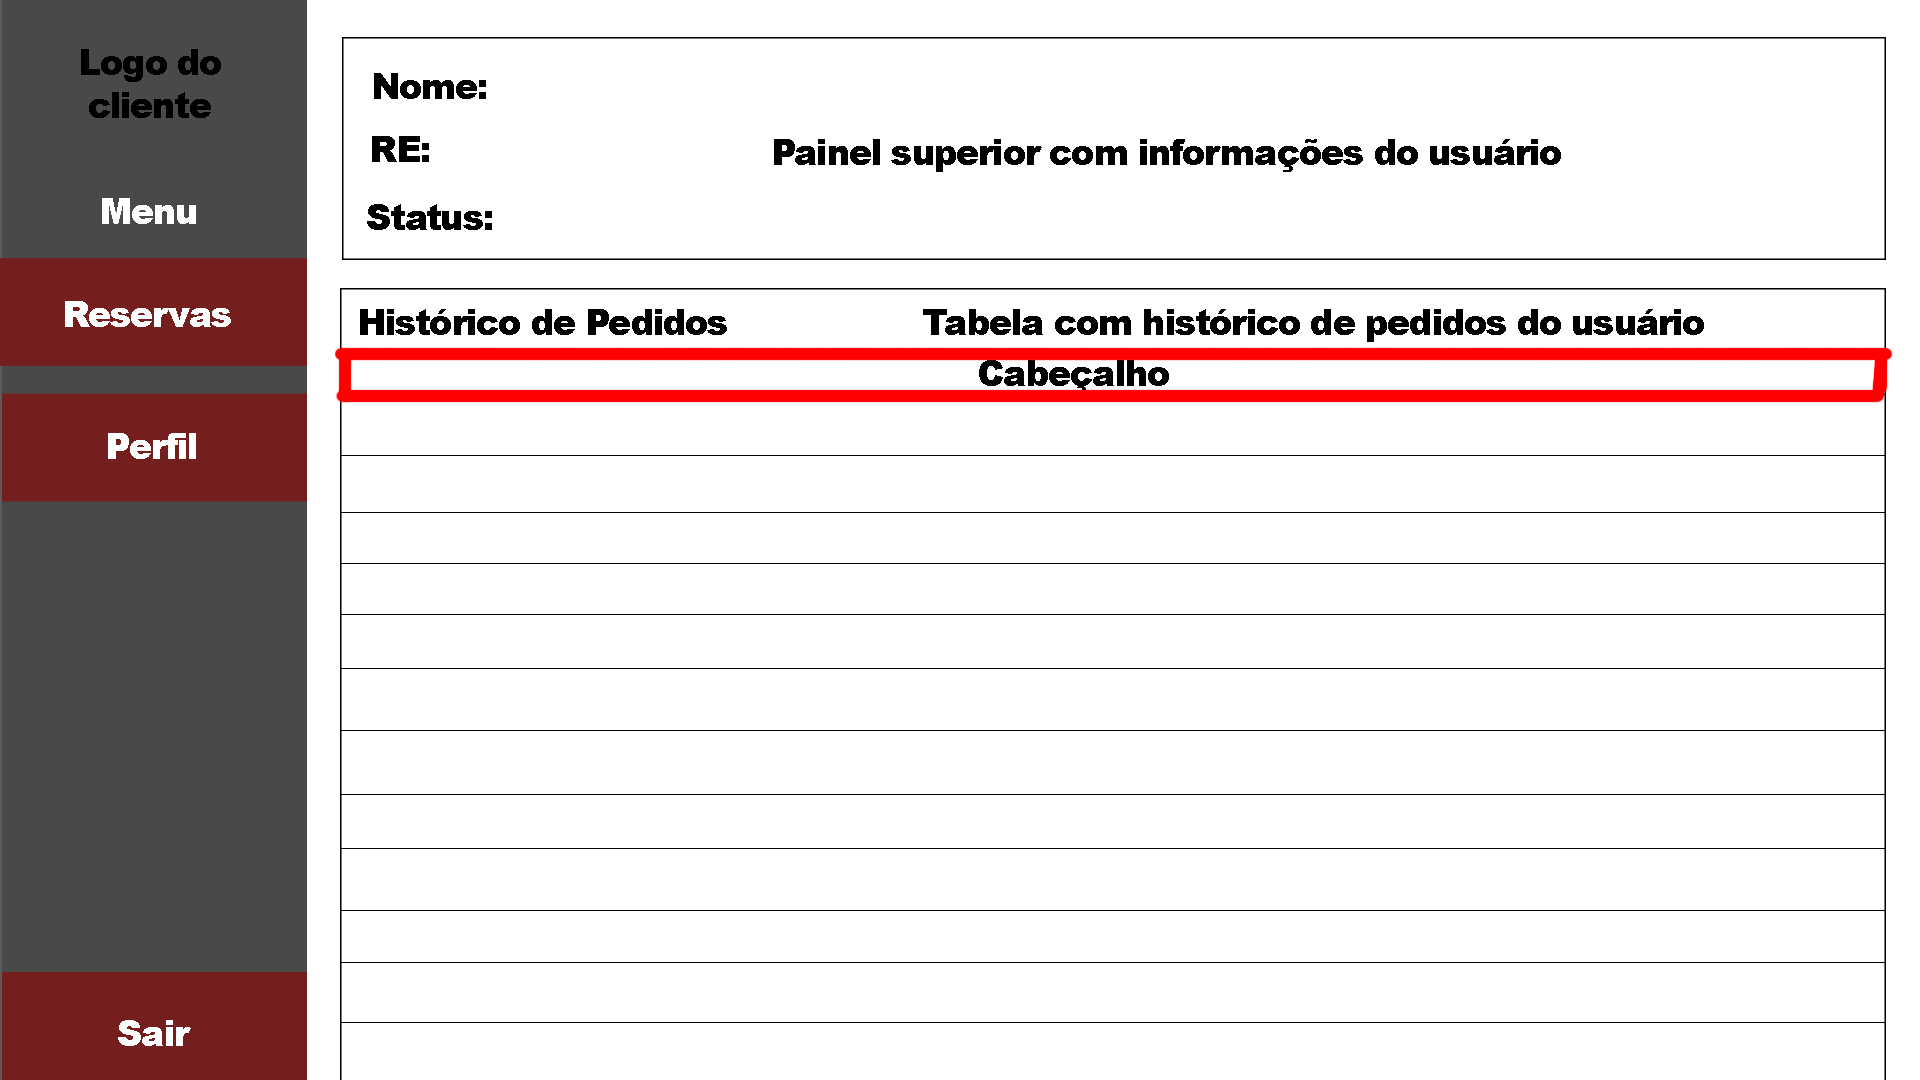 Logo do
cliente
Menu
Reservas
Perfil
Sair
Nome:
RE:
Painel superior com informações do usuário
Status:
Histórico de Pedidos
Tabela com histórico de pedidos do usuário
Cabeçalho